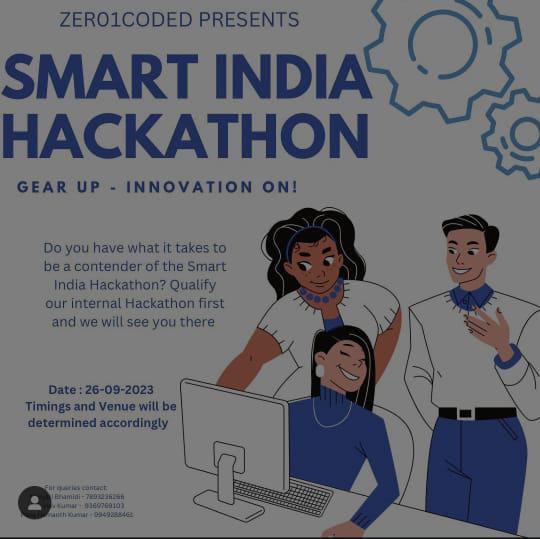 ZER01CODED PRESENTS
SMART INDIA
HACKATHON
GEAR UP - INNOVATION ON!
Do you have what it takes to
be a contender of the Smart
India Hackathon? Qualify
our internal Hackathon first
and we will see you there
Date : 26-09-2023
Timings and Venue will be
determined accordingly
For queries contact:
Bhamidi - 7893236266
Kumar - 9369769103
Hemanth Kumar - 9949288461